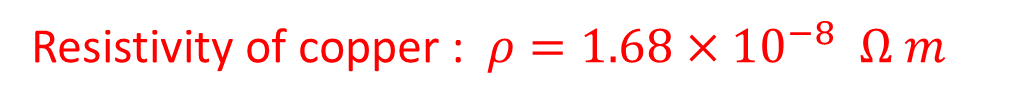 Resistivity of copper : ρ = 1.68 × 10⁻⁸ Ω m